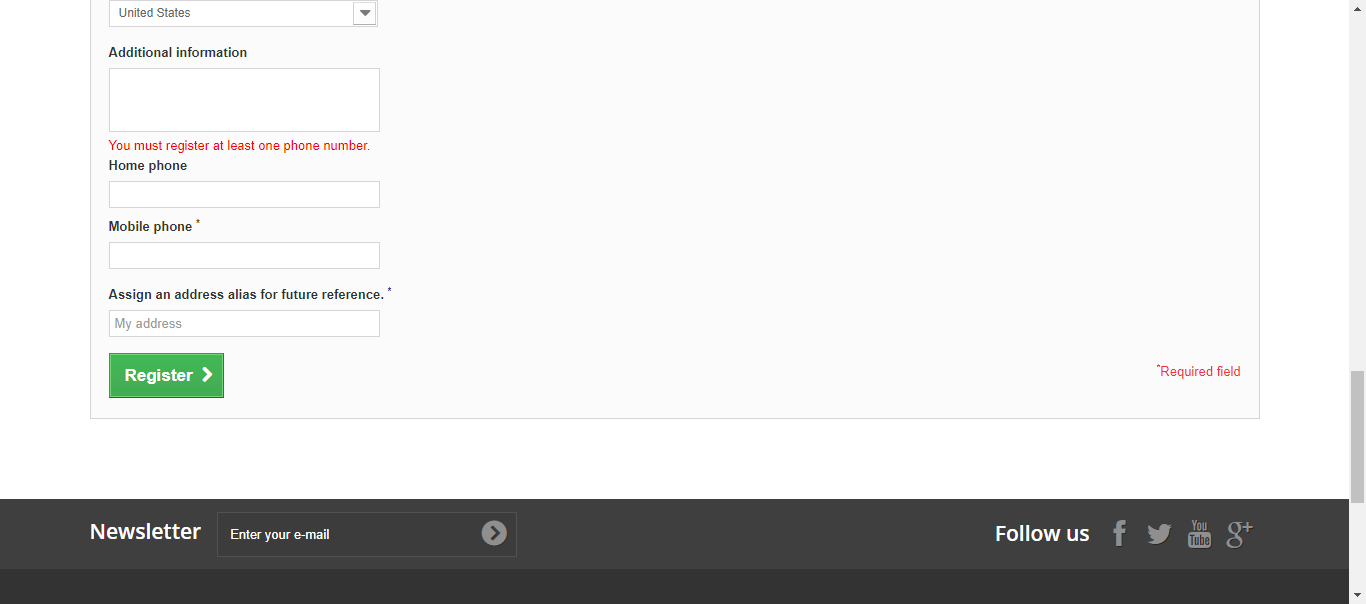 United States
Additional information
You must register at least one phone number.
Home phone
Mobile phone *
Assign an address alias for future reference. *
My address
Register
*Required field
Newsletter
Enter your e-mail
Follow us
f
You
Tube
g+